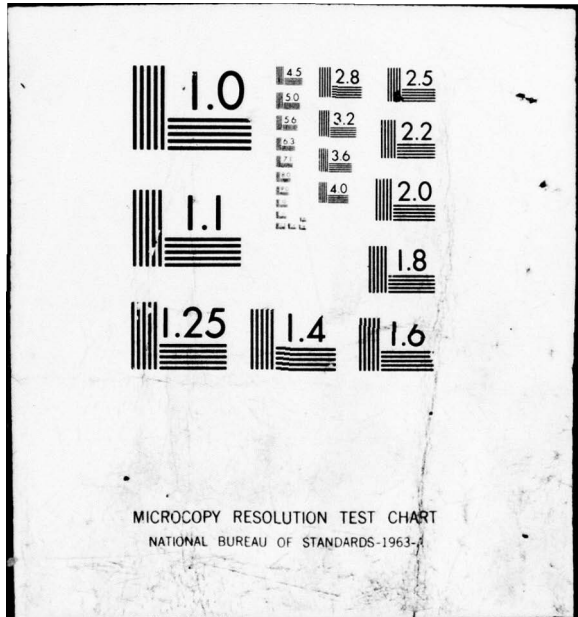 1.0 4.5 2.8 2.5
5.0
5.6 3.2 2.2
6.3
3.6
1.1 4.0 2.0
1.8
1.25 1.4 1.6
MICROCOPY RESOLUTION TEST CHART
NATIONAL BUREAU OF STANDARDS-1963-A